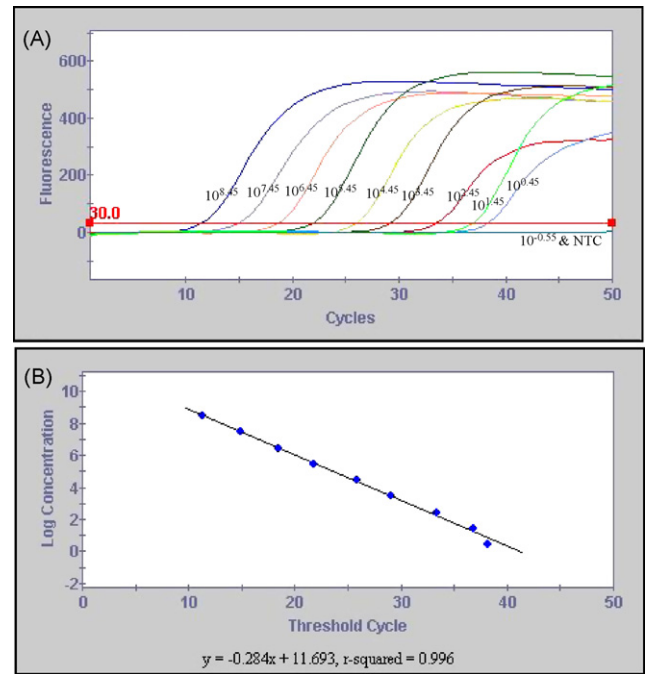 (A)
600
400
200
0
Fluorescence
30.0
10^8.45
10^7.45
10^6.45
10^5.45
10^4.45
10^3.45
10^2.45
10^1.45
10^0.45
10^-0.55 & NTC
10 20 30 40 50
Cycles
(B)
10
8
6
4
2
0
-2
Log Concentration
0 10 20 30 40 50
Threshold Cycle
y = -0.284x + 11.693, r-squared = 0.996